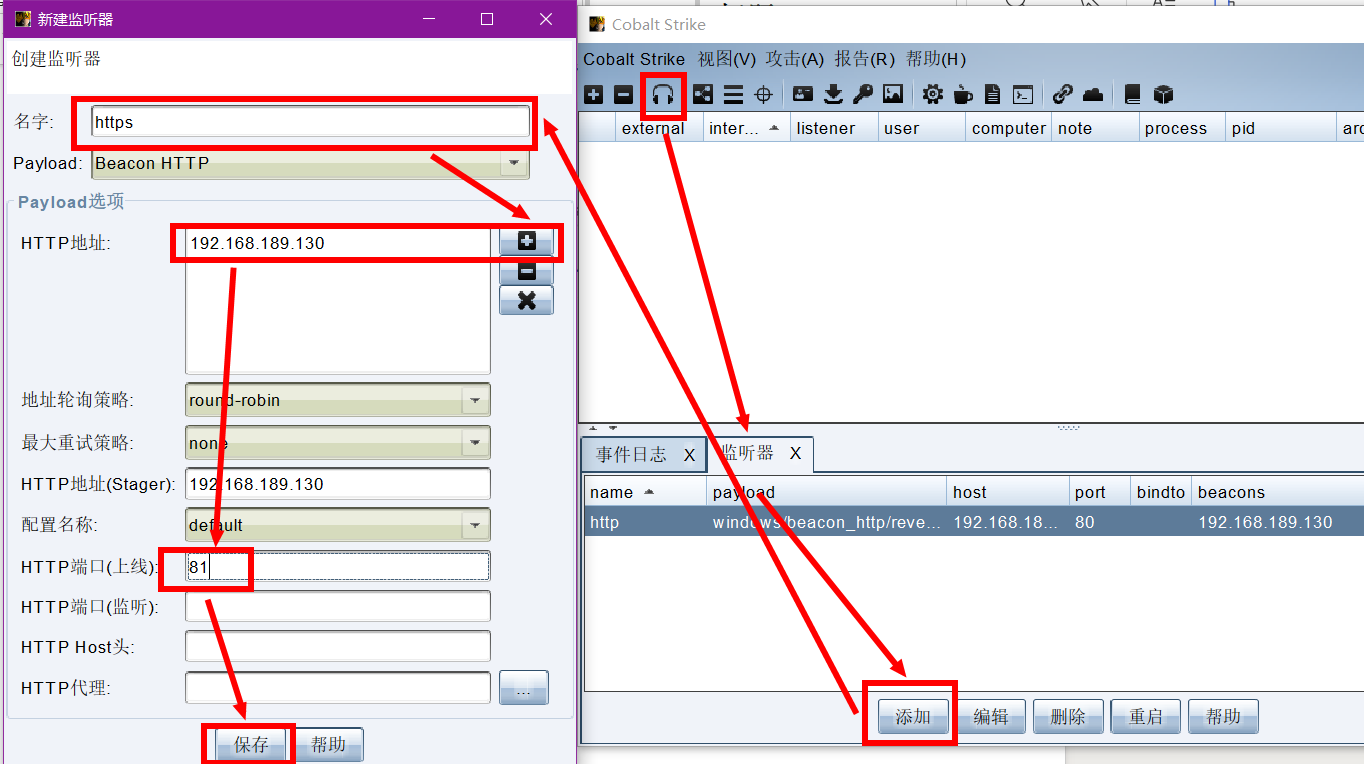 新建监听器
创建监听器
名字: https
Payload: Beacon HTTP
Payload选项
HTTP地址: 192.168.189.130
地址轮询策略: round-robin
最大重试策略: none
HTTP地址(Stager): 192.168.189.130
配置名称: default
HTTP端口(上线): 81
HTTP端口(监听):
HTTP Host头:
HTTP代理: ...
保存 帮助
Cobalt Strike
Cobalt Strike 视图(V) 攻击(A) 报告(R) 帮助(H)
external inter... listener user computer note process pid arc
事件日志 X 监听器 X
name payload host port bindto beacons
http windows/beacon_http/reve... 192.168.18... 80 192.168.189.130
添加 编辑 删除 重启 帮助